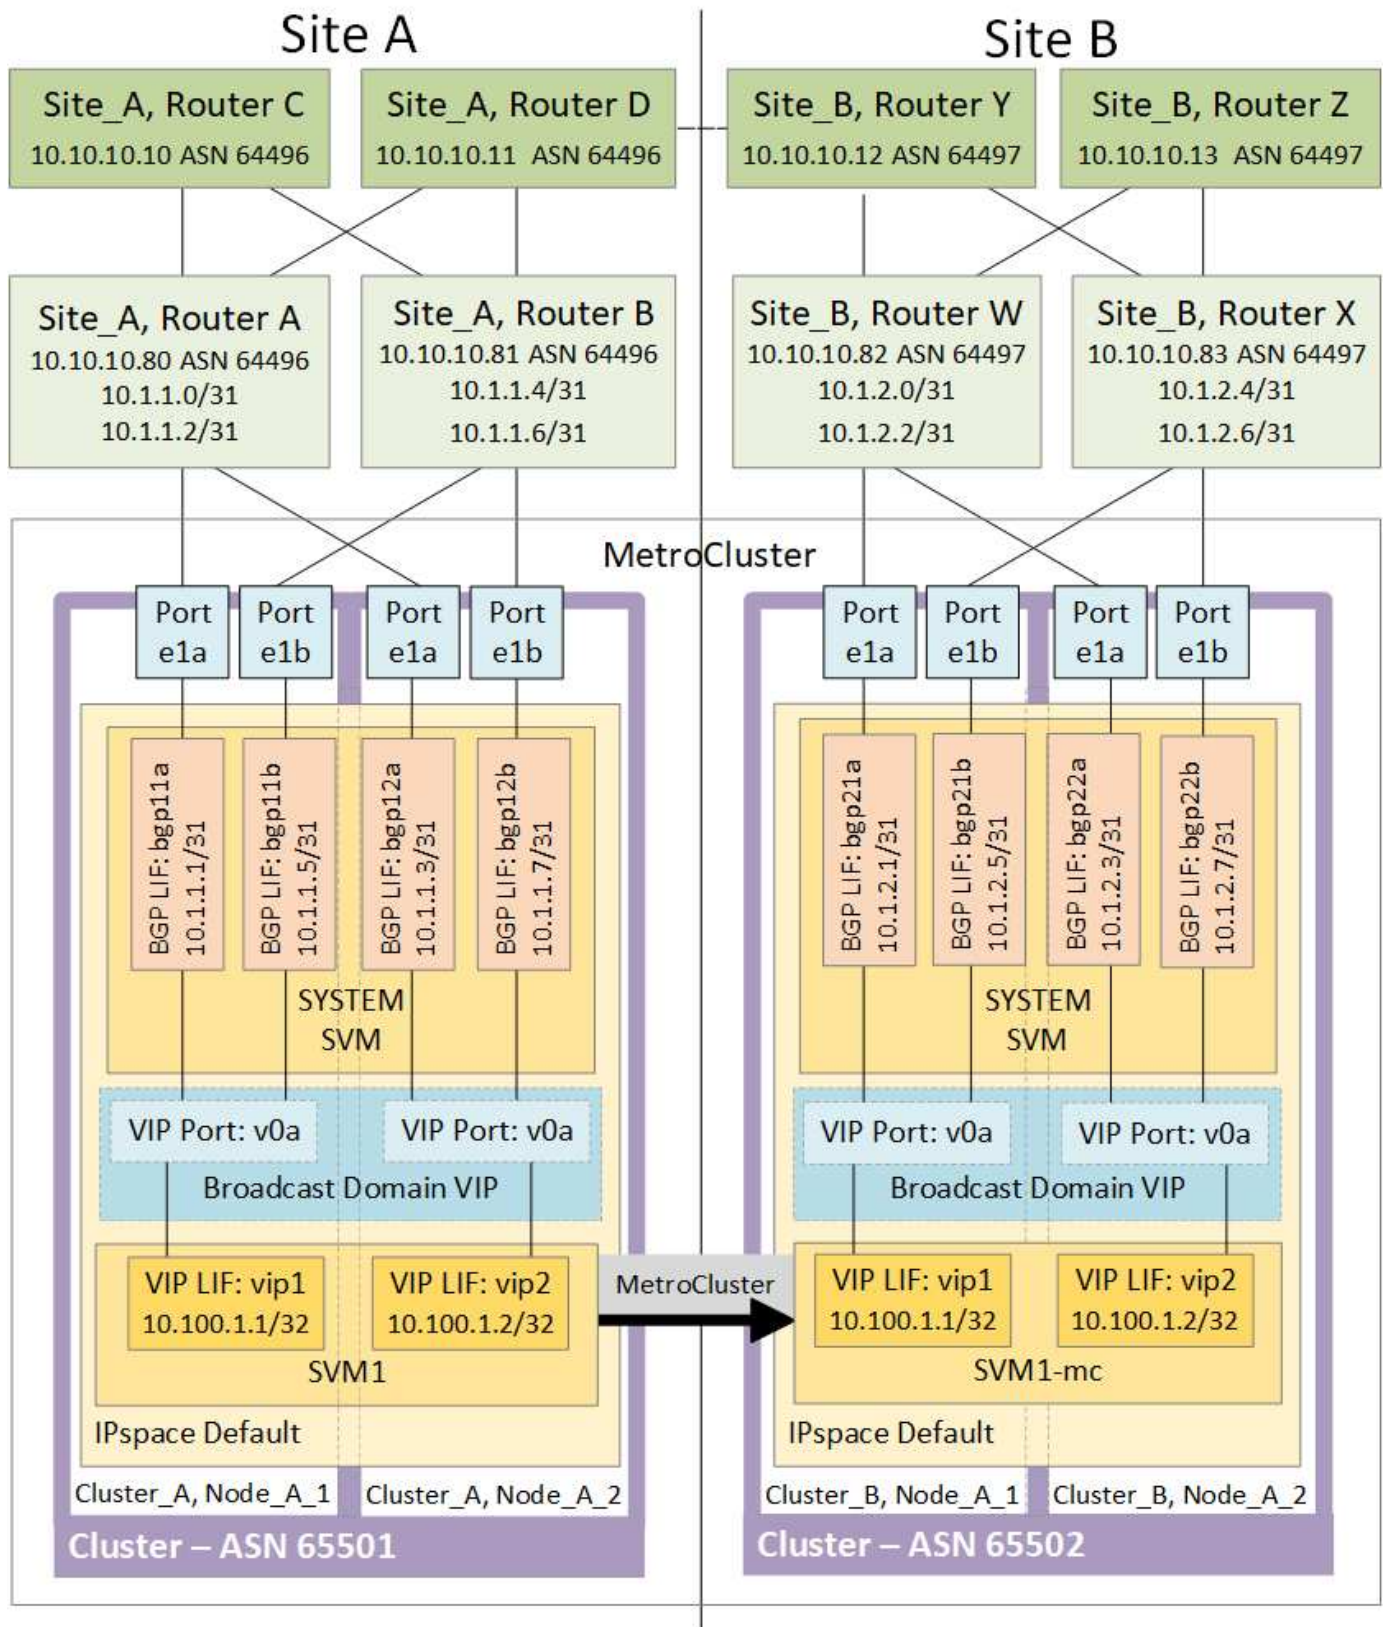 Site A
Site B
Site_A, Router C
10.10.10.10 ASN 64496
Site_A, Router D
10.10.10.11 ASN 64496
Site_B, Router Y
10.10.10.12 ASN 64497
Site_B, Router Z
10.10.10.13 ASN 64497
Site_A, Router A
10.10.10.80 ASN 64496
10.1.1.0/31
10.1.1.2/31
Site_A, Router B
10.10.10.81 ASN 64496
10.1.1.4/31
10.1.1.6/31
Site_B, Router W
10.10.10.82 ASN 64497
10.1.2.0/31
10.1.2.2/31
Site_B, Router X
10.10.10.83 ASN 64497
10.1.2.4/31
10.1.2.6/31
MetroCluster
Port
e1a
Port
e1b
Port
e1a
Port
e1b
Port
e1a
Port
e1b
Port
e1a
Port
e1b
BGP LIF: bgp11a
10.1.1.1/31
BGP LIF: bgp11b
10.1.1.5/31
BGP LIF: bgp12a
10.1.1.3/31
BGP LIF: bgp12b
10.1.1.7/31
SYSTEM
SVM
BGP LIF: bgp21a
10.1.2.1/31
BGP LIF: bgp21b
10.1.2.5/31
BGP LIF: bgp22a
10.1.2.3/31
BGP LIF: bgp22b
10.1.2.7/31
SYSTEM
SVM
VIP Port: v0a
VIP Port: v0a
Broadcast Domain VIP
VIP Port: v0a
VIP Port: v0a
Broadcast Domain VIP
VIP LIF: vip1
10.100.1.1/32
VIP LIF: vip2
10.100.1.2/32
SVM1
MetroCluster
VIP LIF: vip1
10.100.1.1/32
VIP LIF: vip2
10.100.1.2/32
SVM1-mc
IPspace Default
IPspace Default
Cluster_A, Node_A_1
Cluster_A, Node_A_2
Cluster_B, Node_A_1
Cluster_B, Node_A_2
Cluster – ASN 65501
Cluster – ASN 65502